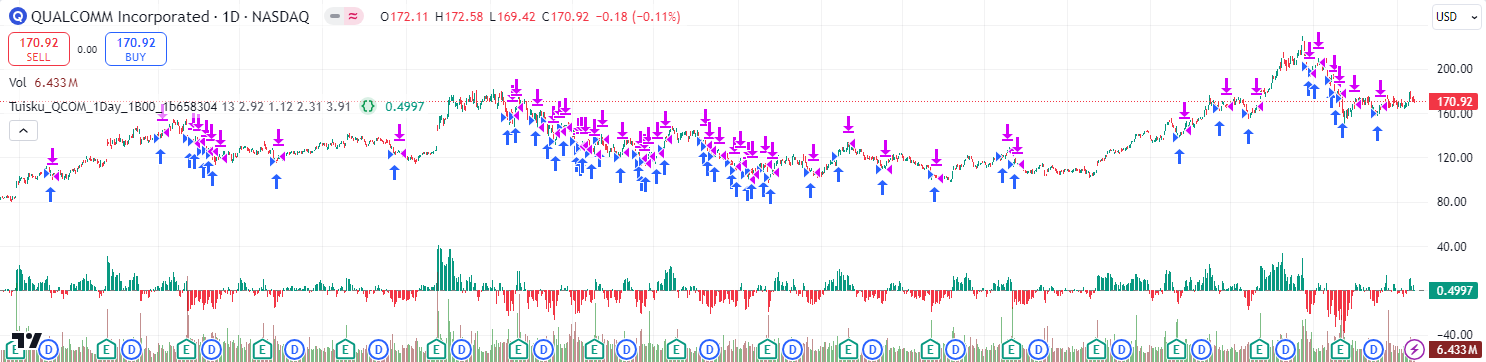 QUALCOMM Incorporated · 1D · NASDAQ O172.11 H172.58 L169.42 C170.92 −0.18 (−0.11%) USD
170.92 0.00 170.92
SELL BUY
Vol 6.433M
Tuisku_QCOM_1Day_1B00_1b658304 13 2.92 1.12 2.31 3.91 {} 0.4997
200.00
170.92
160.00
120.00
80.00
40.00
0.4997
−40.00
6.433M
E D E D E D E D E D E D E D E D E D E D E D E D E D E D E D E D E D